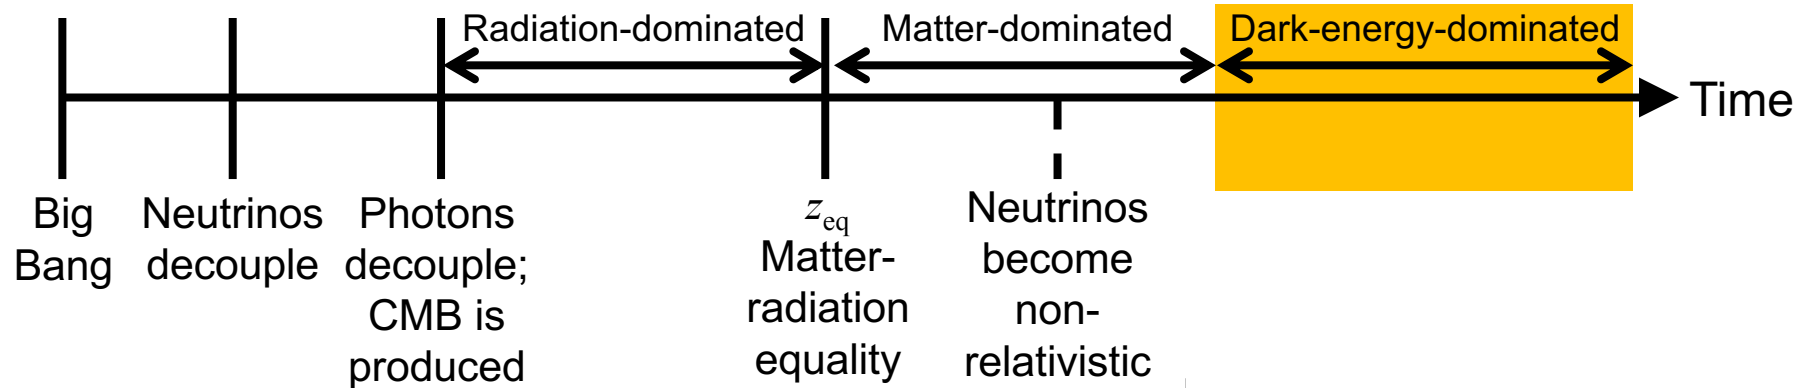 Radiation-dominated
Matter-dominated
Dark-energy-dominated
Time
Big
Bang
Neutrinos
decouple
Photons
decouple;
CMB is
produced
z_eq
Matter-
radiation
equality
Neutrinos
become
non-
relativistic